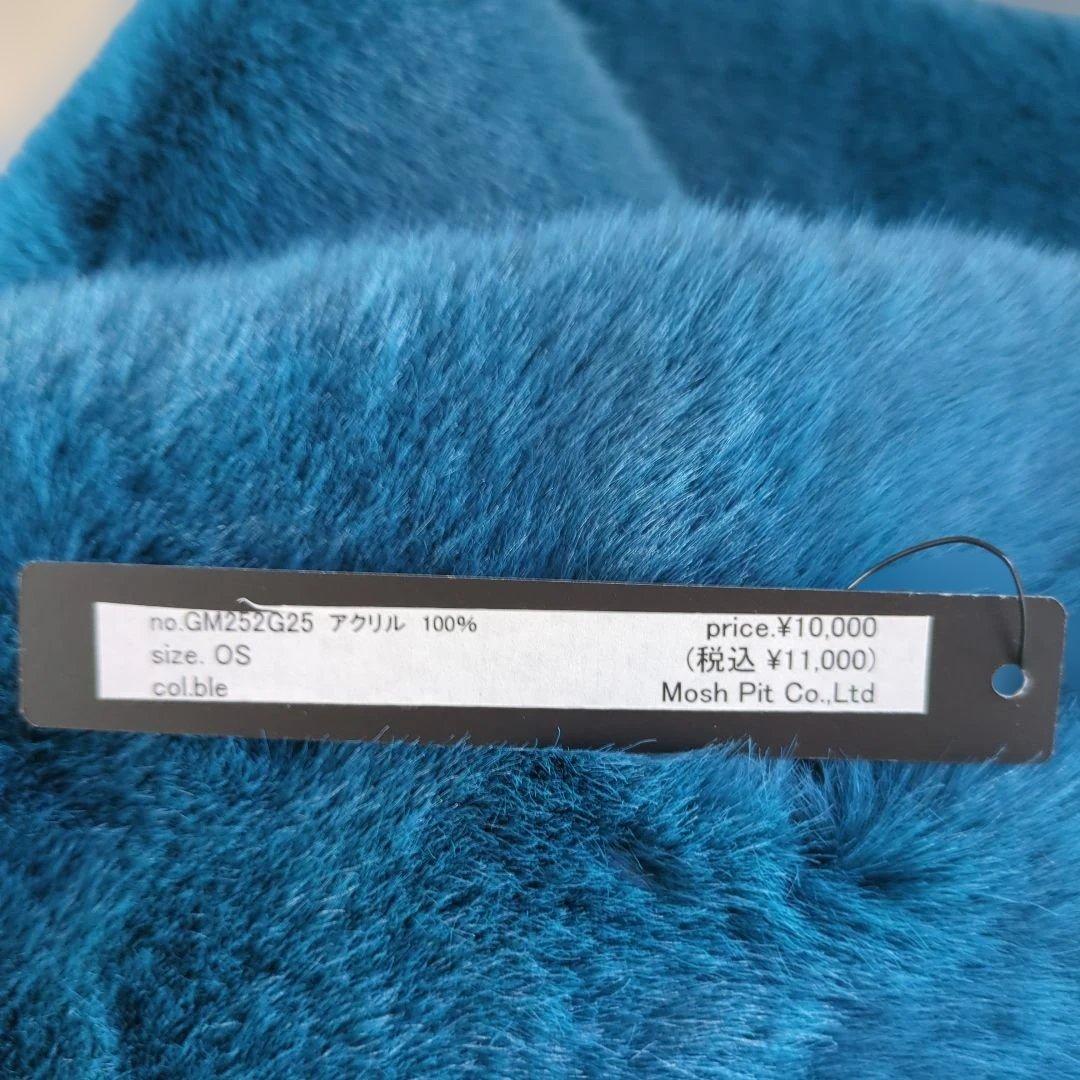 no.GM252G25 アクリル 100% price.¥10,000
size. OS (税込 ¥11,000)
col.ble Mosh Pit Co.,Ltd